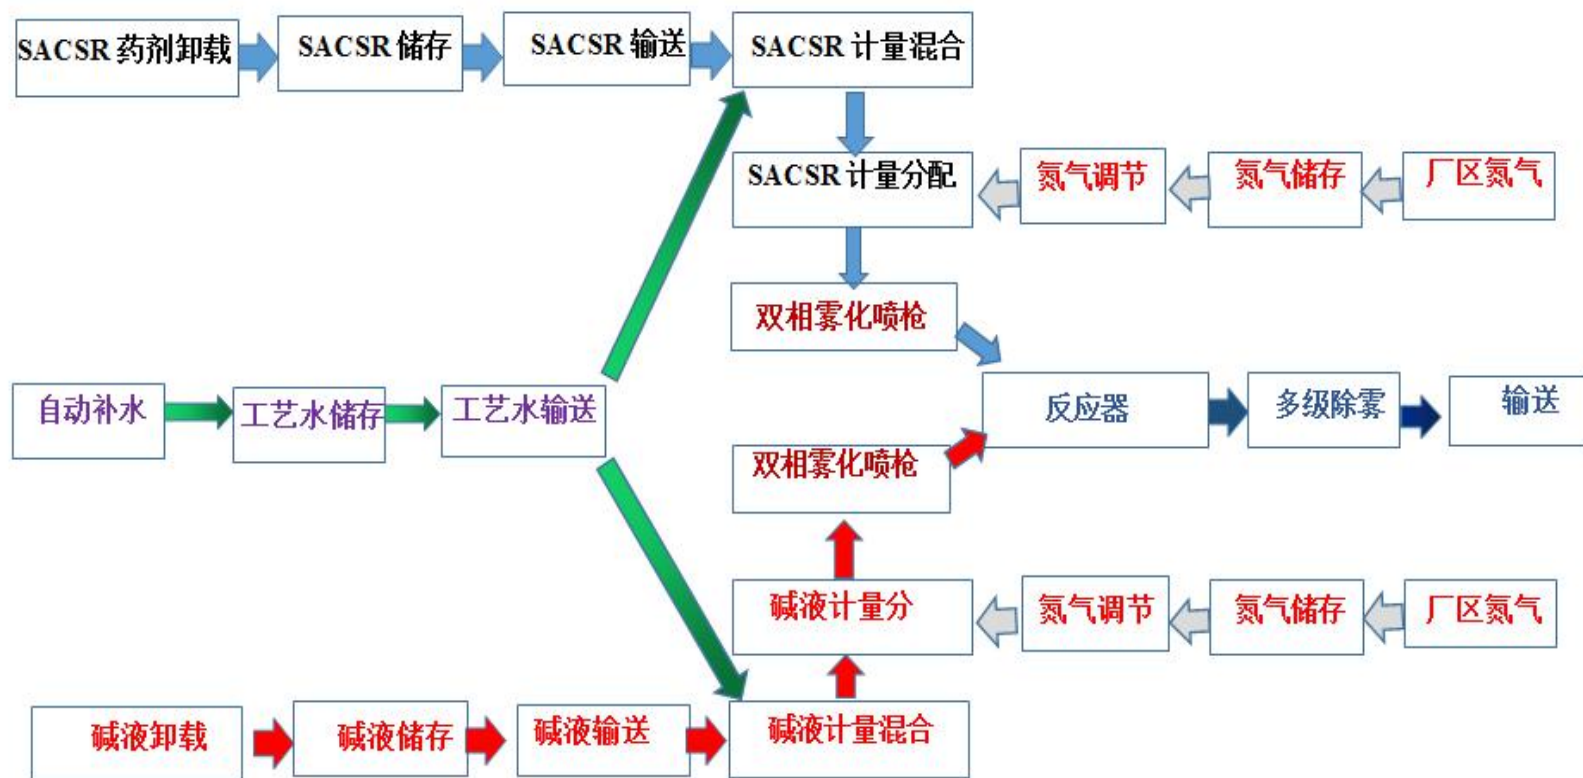 SACSR 药剂卸载
SACSR 储存
SACSR 输送
SACSR 计量混合
SACSR 计量分配
氮气调节
氮气储存
厂区氮气
双相雾化喷枪
自动补水
工艺水储存
工艺水输送
反应器
多级除雾
输送
双相雾化喷枪
碱液计量分
氮气调节
氮气储存
厂区氮气
碱液卸载
碱液储存
碱液输送
碱液计量混合